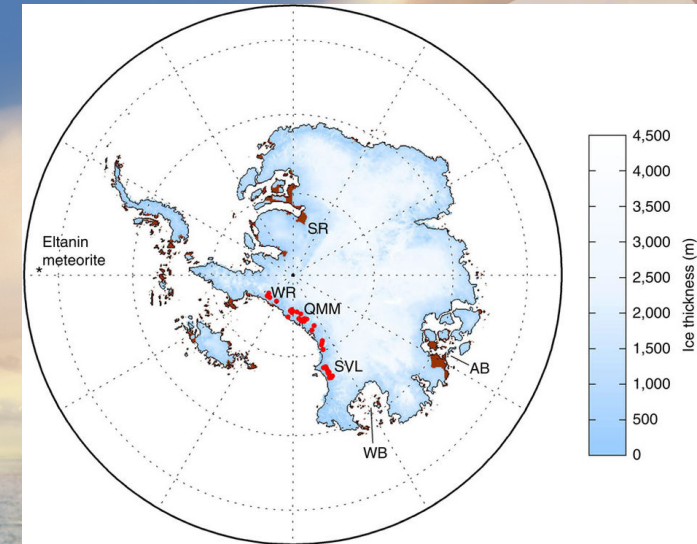 Eltanin
meteorite
*
SR
WR
QMM
SVL
AB
WB
4,500
4,000
3,500
3,000
2,500
2,000
1,500
1,000
500
0
Ice thickness (m)